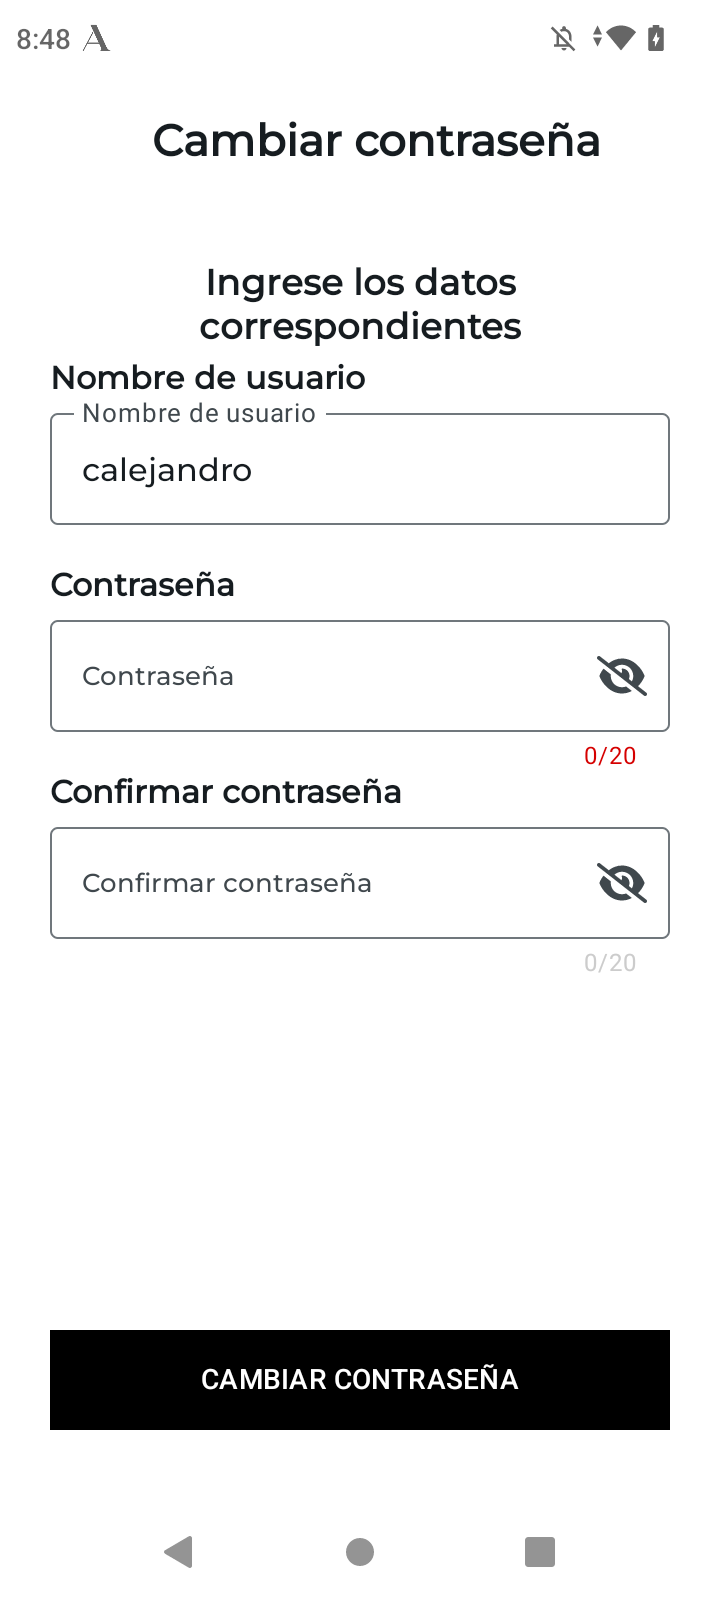 8:48
Cambiar contraseña
Ingrese los datos
correspondientes
Nombre de usuario
Nombre de usuario
calejandro
Contraseña
Contraseña
0/20
Confirmar contraseña
Confirmar contraseña
0/20
CAMBIAR CONTRASEÑA